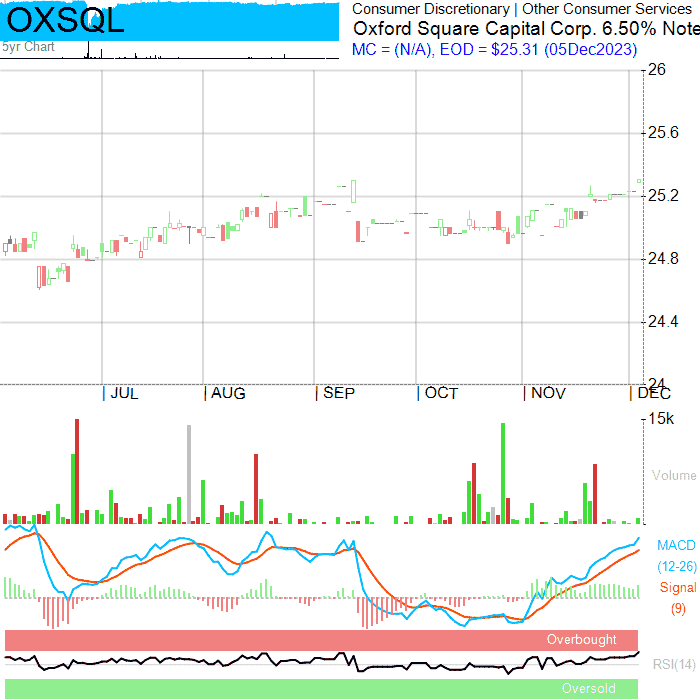 OXSQL
5yr Chart
Consumer Discretionary | Other Consumer Services
Oxford Square Capital Corp. 6.50% Note
MC = (N/A), EOD = $25.31 (05Dec2023)
26
25.6
25.2
24.8
24.4
24
| JUL | AUG | SEP | OCT | NOV | DEC
15k
Volume
MACD
(12-26)
Signal
(9)
Overbought
RSI(14)
Oversold